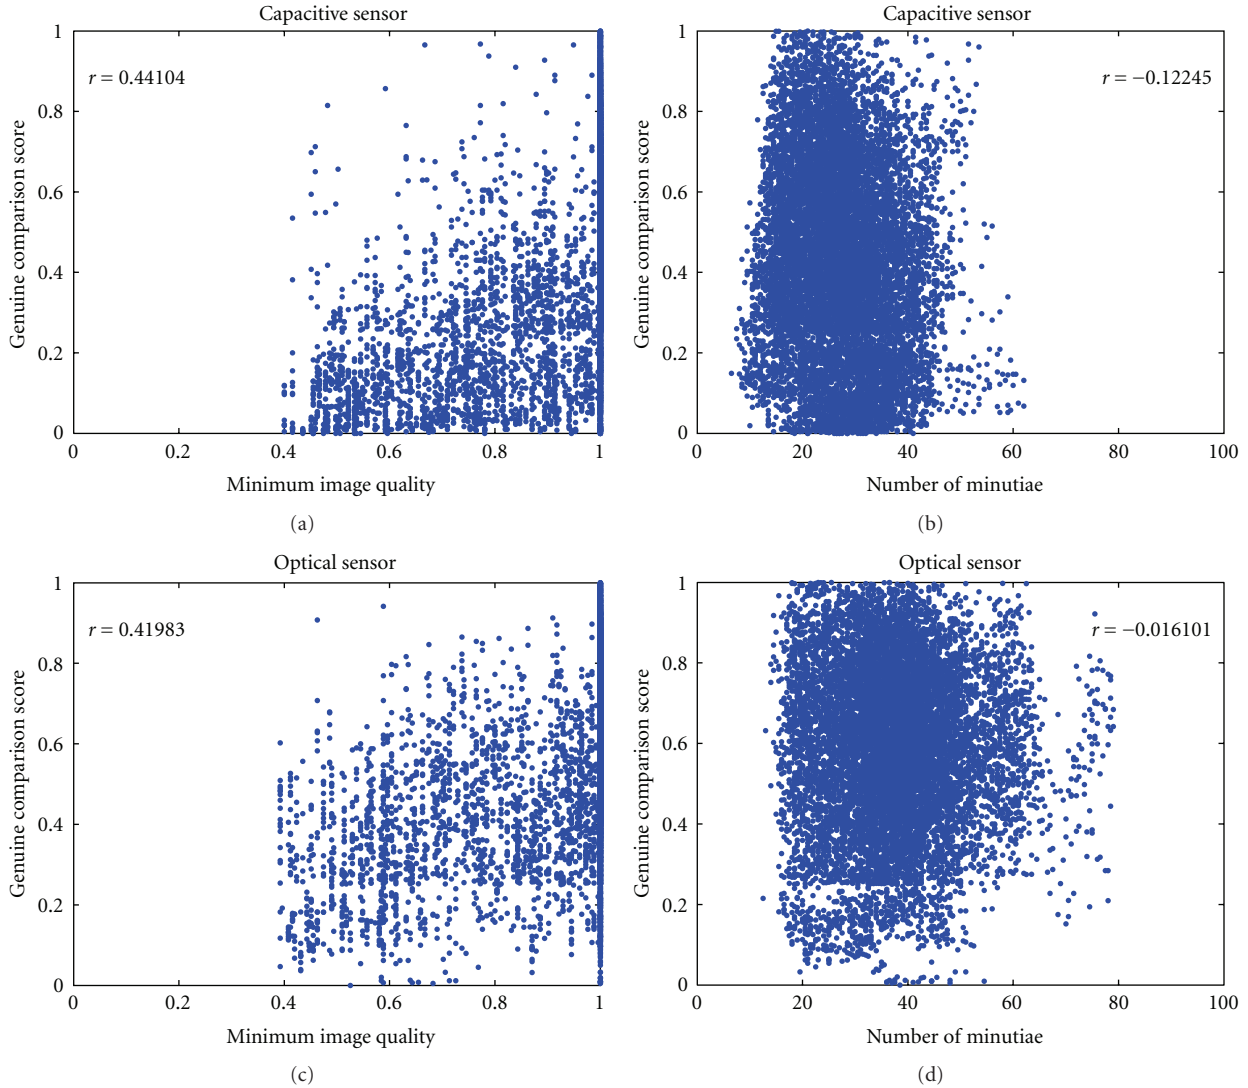 Capacitive sensor
r = 0.44104
Genuine comparison score
1
0.8
0.6
0.4
0.2
0
0 0.2 0.4 0.6 0.8 1
Minimum image quality
(a)
Capacitive sensor
r = −0.12245
Genuine comparison score
1
0.8
0.6
0.4
0.2
0
0 20 40 60 80 100
Number of minutiae
(b)
Optical sensor
r = 0.41983
Genuine comparison score
1
0.8
0.6
0.4
0.2
0
0 0.2 0.4 0.6 0.8 1
Minimum image quality
(c)
Optical sensor
r = −0.016101
Genuine comparison score
1
0.8
0.6
0.4
0.2
0
0 20 40 60 80 100
Number of minutiae
(d)